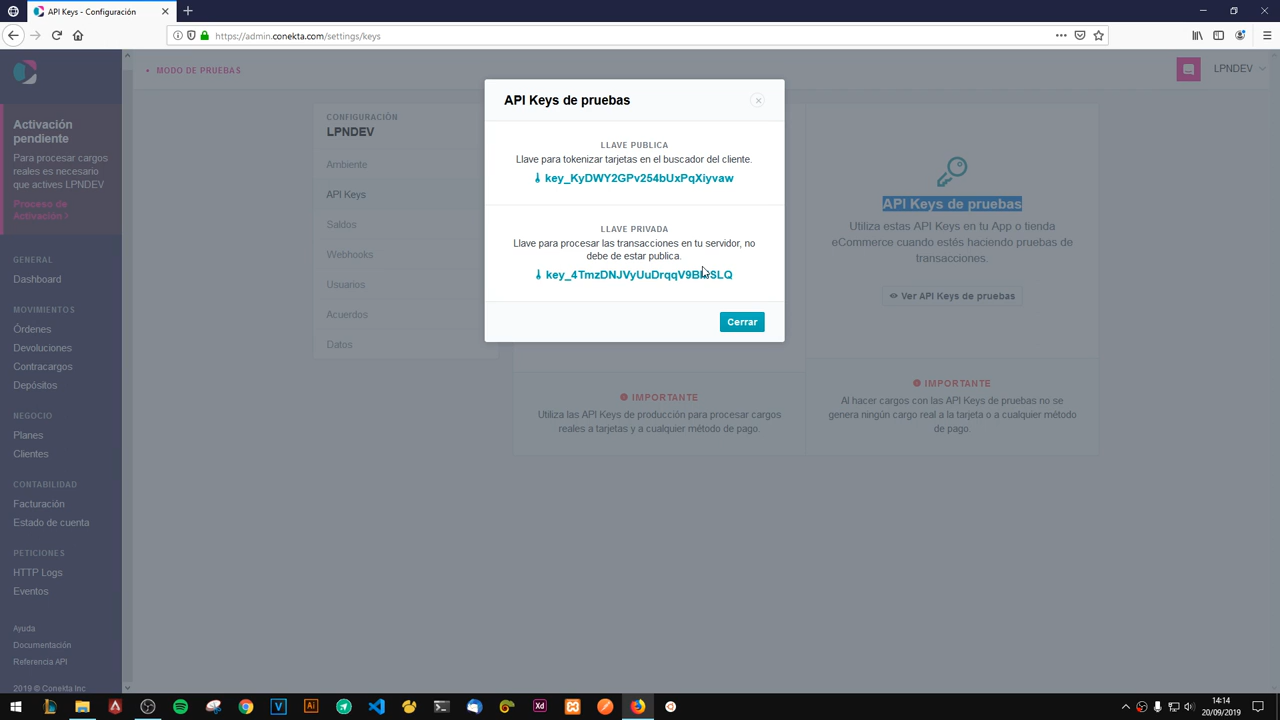 API Keys - Configuración
https://admin.conekta.com/settings/keys
MODO DE PRUEBAS
LPNDEV
Activación
pendiente
Para procesar cargos
reales es necesario
que actives LPNDEV
Proceso de
Activación >
GENERAL
Dashboard
MOVIMIENTOS
Órdenes
Devoluciones
Contracargos
Depósitos
NEGOCIO
Planes
Clientes
CONTABILIDAD
Facturación
Estado de cuenta
PETICIONES
HTTP Logs
Eventos
Ayuda
Documentación
Referencia API
2019 © Conekta Inc
CONFIGURACIÓN
LPNDEV
Ambiente
API Keys
Saldos
Webhooks
Usuarios
Acuerdos
Datos
API Keys de pruebas
LLAVE PUBLICA
Llave para tokenizar tarjetas en el buscador del cliente.
key_KyDWY2GPv254bUxPqXiyvaw
LLAVE PRIVADA
Llave para procesar las transacciones en tu servidor, no
debe de estar publica.
Cerrar
IMPORTANTE
Utiliza las API Keys de producción para procesar cargos
reales a tarjetas y a cualquier método de pago.
API Keys de pruebas
Utiliza estas API Keys en tu App o tienda
eCommerce cuando estés haciendo pruebas de
transacciones.
Ver API Keys de pruebas
IMPORTANTE
Al hacer cargos con las API Keys de pruebas no se
genera ningún cargo real a la tarjeta o a cualquier método
de pago.
14:14
20/09/2019